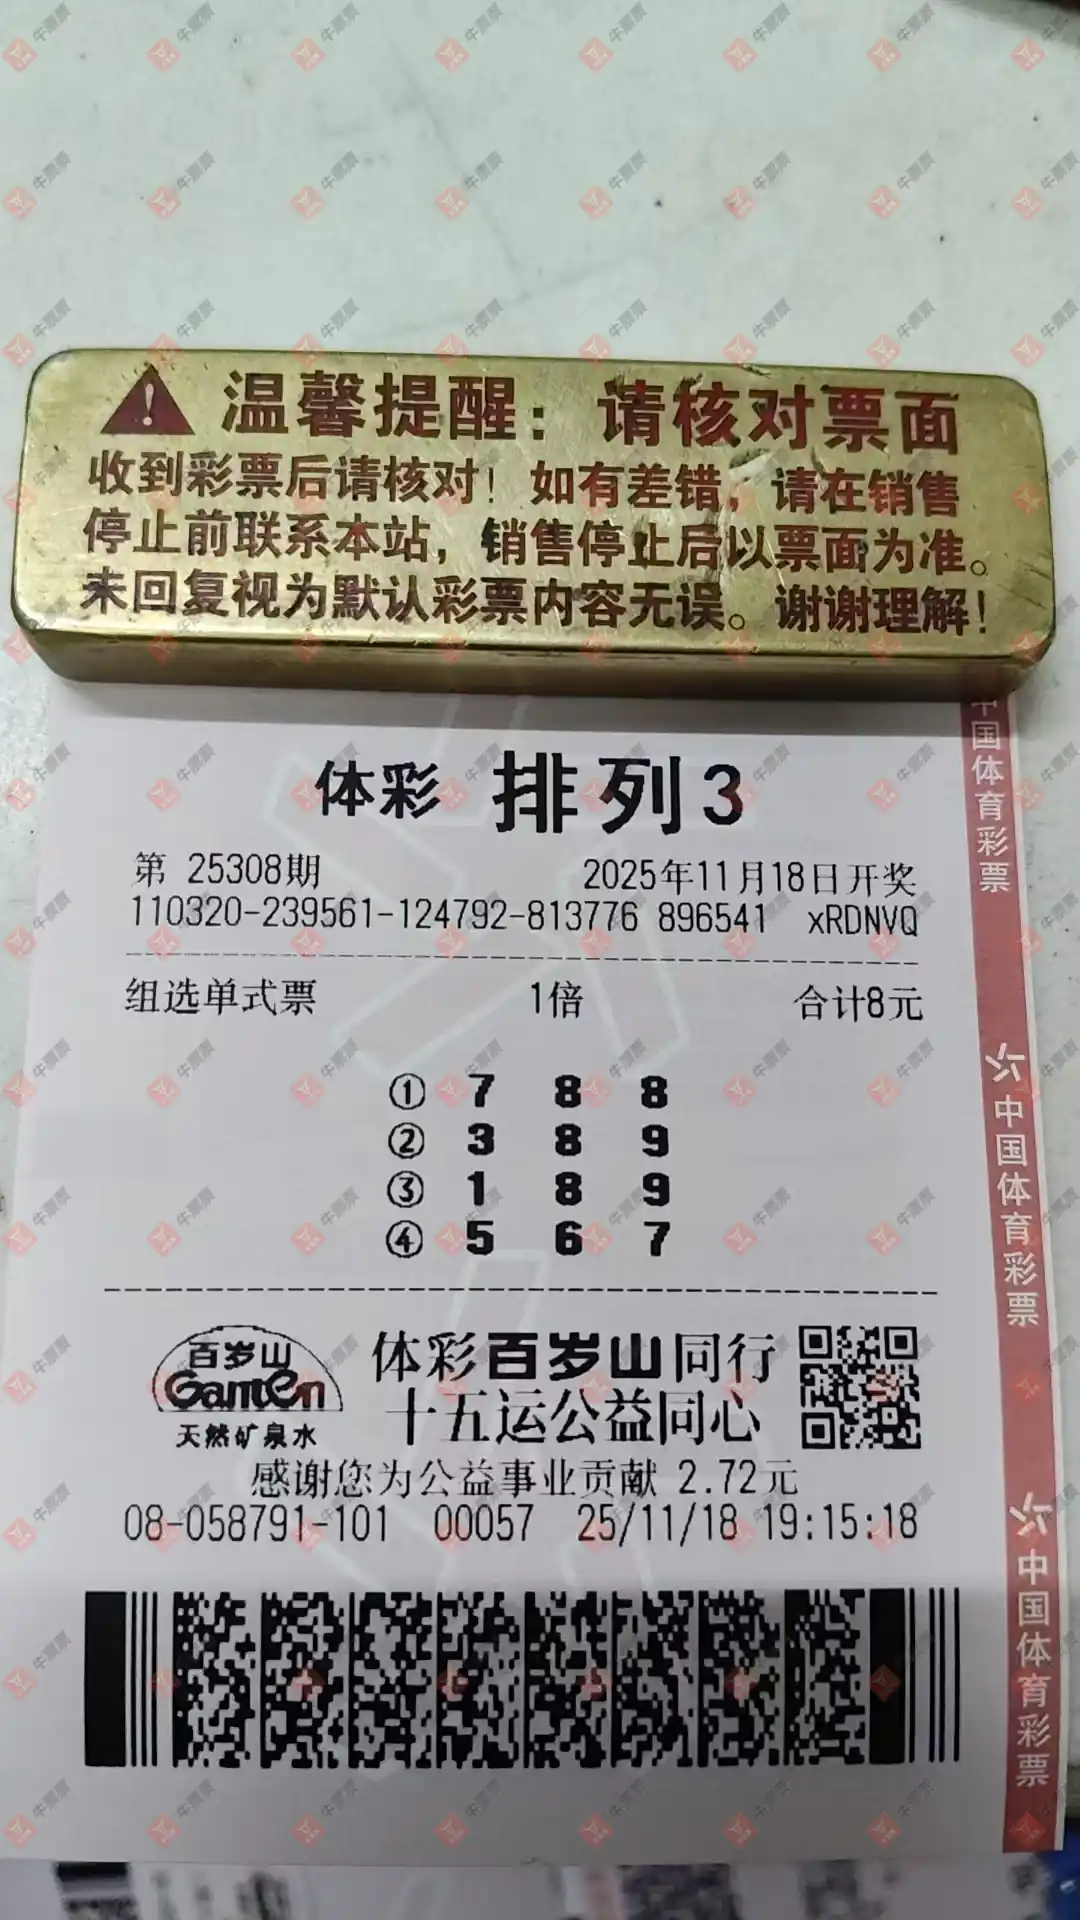 温馨提醒：请核对票面
收到彩票后请核对！如有差错，请在销售
停止前联系本站，销售停止后以票面为准。
未回复视为默认彩票内容无误。谢谢理解！
体彩 排列3
第 25308期 2025年11月18日开奖
110320-239561-124792-813776 896541 xRDNVQ
组选单式票 1倍 合计8元
① 7 8 8
② 3 8 9
③ 1 8 9
④ 5 6 7
百岁山
Ganten
天然矿泉水
体彩百岁山同行
十五运公益同心
感谢您为公益事业贡献 2.72元
08-058791-101 00057 25/11/18 19:15:18
中国体育彩票
中国体育彩票
中国体育彩票
牛票票